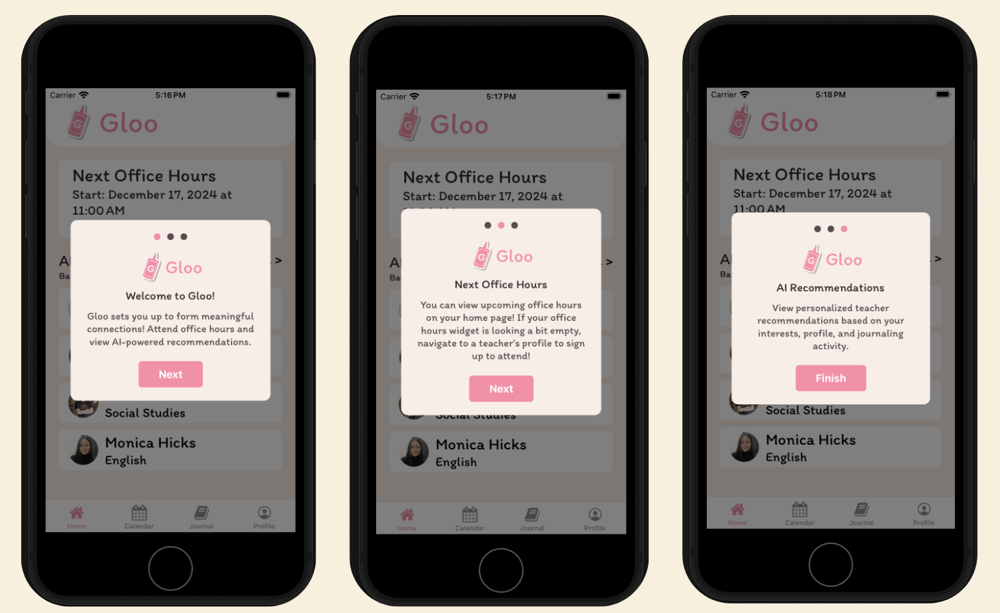 Carrier
5:16 PM
G
Gloo
Next Office Hours
Start: December 17, 2024 at
11:00 AM
>
G
Gloo
Welcome to Gloo!
Gloo sets you up to form meaningful
connections! Attend office hours and
view AI-powered recommendations.
Next
Social Studies
Monica Hicks
English
Home
Calendar
Journal
Profile
Carrier
5:17 PM
G
Gloo
Next Office Hours
Start: December 17, 2024 at
>
G
Gloo
Next Office Hours
You can view upcoming office hours
on your home page! If your office
hours widget is looking a bit empty,
navigate to a teacher's profile to sign
up to attend!
Next
Social Studies
Monica Hicks
English
Home
Calendar
Journal
Profile
Carrier
5:18 PM
G
Gloo
Next Office Hours
Start: December 17, 2024 at
11:00 AM
>
G
Gloo
AI Recommendations
View personalized teacher
recommendations based on your
interests, profile, and journaling
activity.
Finish
Social Studies
Monica Hicks
English
Home
Calendar
Journal
Profile